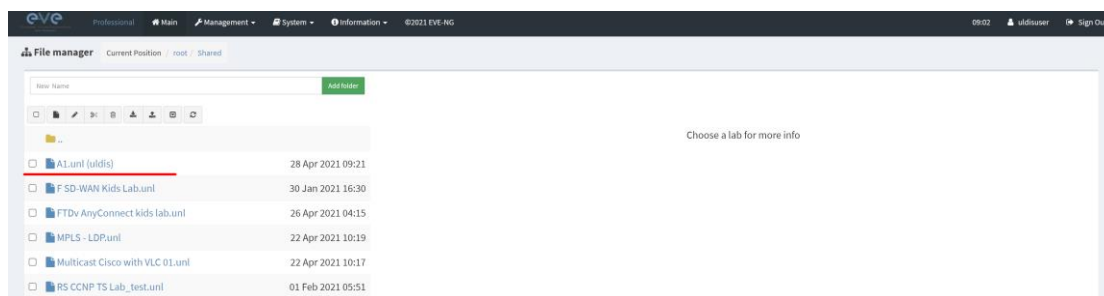 eve
Professional Main Management System Information ©2021 EVE-NG 09:02 uldisuser Sign Ou
File manager Current Position / root / Shared
New Name Add folder
Choose a lab for more info
..
A1.unl (uldis) 28 Apr 2021 09:21
F SD-WAN Kids Lab.unl 30 Jan 2021 16:30
FTDv AnyConnect kids lab.unl 26 Apr 2021 04:15
MPLS - LDP.unl 22 Apr 2021 10:19
Multicast Cisco with VLC 01.unl 22 Apr 2021 10:17
RS CCNP TS Lab_test.unl 01 Feb 2021 05:51